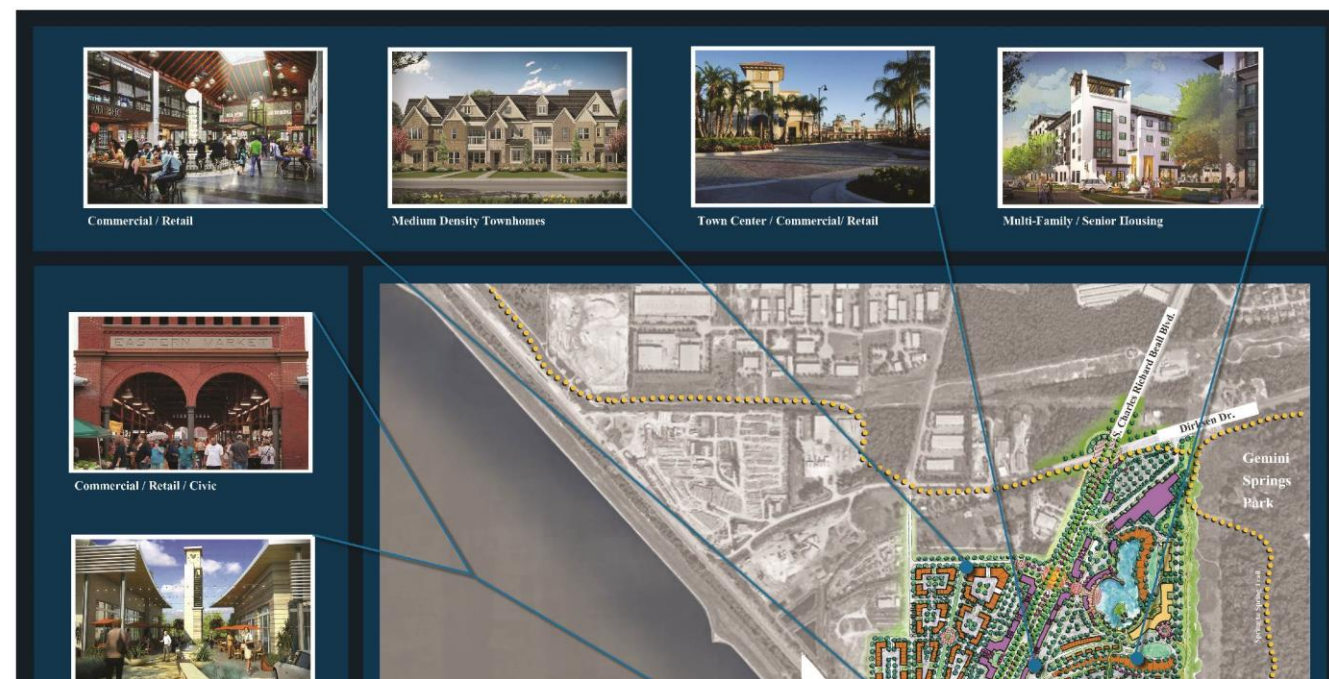 Commercial / Retail
Medium Density Townhomes
Town Center / Commercial/ Retail
Multi-Family / Senior Housing
EASTERN MARKET
Commercial / Retail / Civic
S. Charles Richard Beall Blvd.
Dirksen Dr.
Gemini
Springs
Park